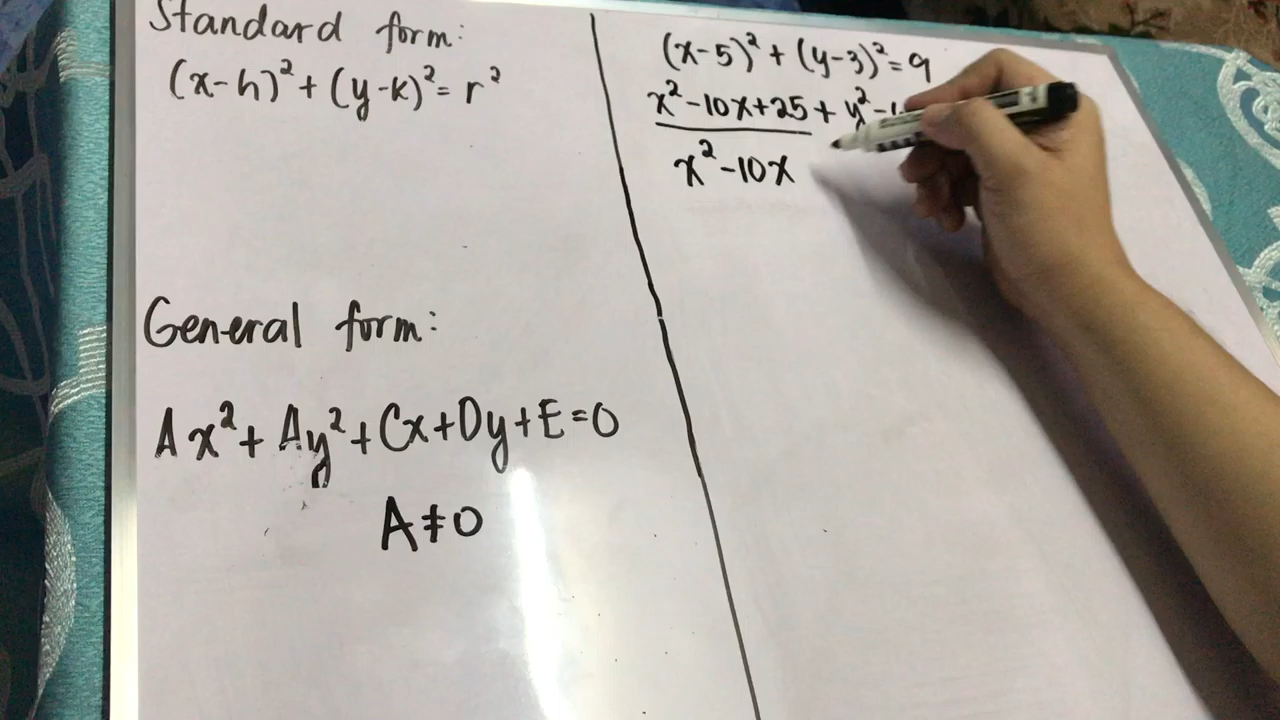 Standard form:
(x-h)² + (y-k)² = r²
General form:
Ax² + Ay² + Cx + Dy + E = 0
A ≠ 0
(x-5)² + (y-3)² = 9
x² - 10x + 25 + y² -
x² - 10x